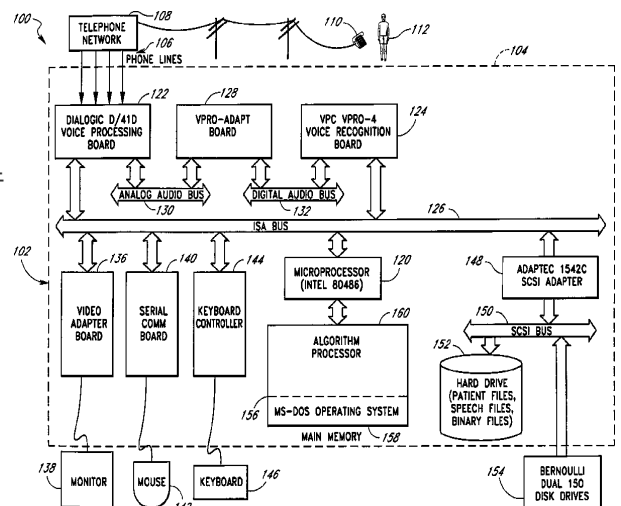 100
108
TELEPHONE
NETWORK
106
PHONE LINES
110
112
104
122
DIALOGIC D/41D
VOICE PROCESSING
BOARD
128
VPRO-ADAPT
BOARD
VPC VPRO-4
VOICE RECOGNITION
BOARD
124
ANALOG AUDIO BUS
130
DIGITAL AUDIO BUS
132
126
ISA BUS
102
136
VIDEO
ADAPTER
BOARD
140
SERIAL
COMM
BOARD
144
KEYBOARD
CONTROLLER
120
MICROPROCESSOR
(INTEL 80486)
148
ADAPTEC 1542C
SCSI ADAPTER
160
ALGORITHM
PROCESSOR
156
MS-DOS OPERATING SYSTEM
158
MAIN MEMORY
150
SCSI BUS
152
HARD DRIVE
(PATIENT FILES,
SPEECH FILES,
BINARY FILES)
138
MONITOR
MOUSE
142
KEYBOARD
146
154
BERNOULLI
DUAL 150
DISK DRIVES